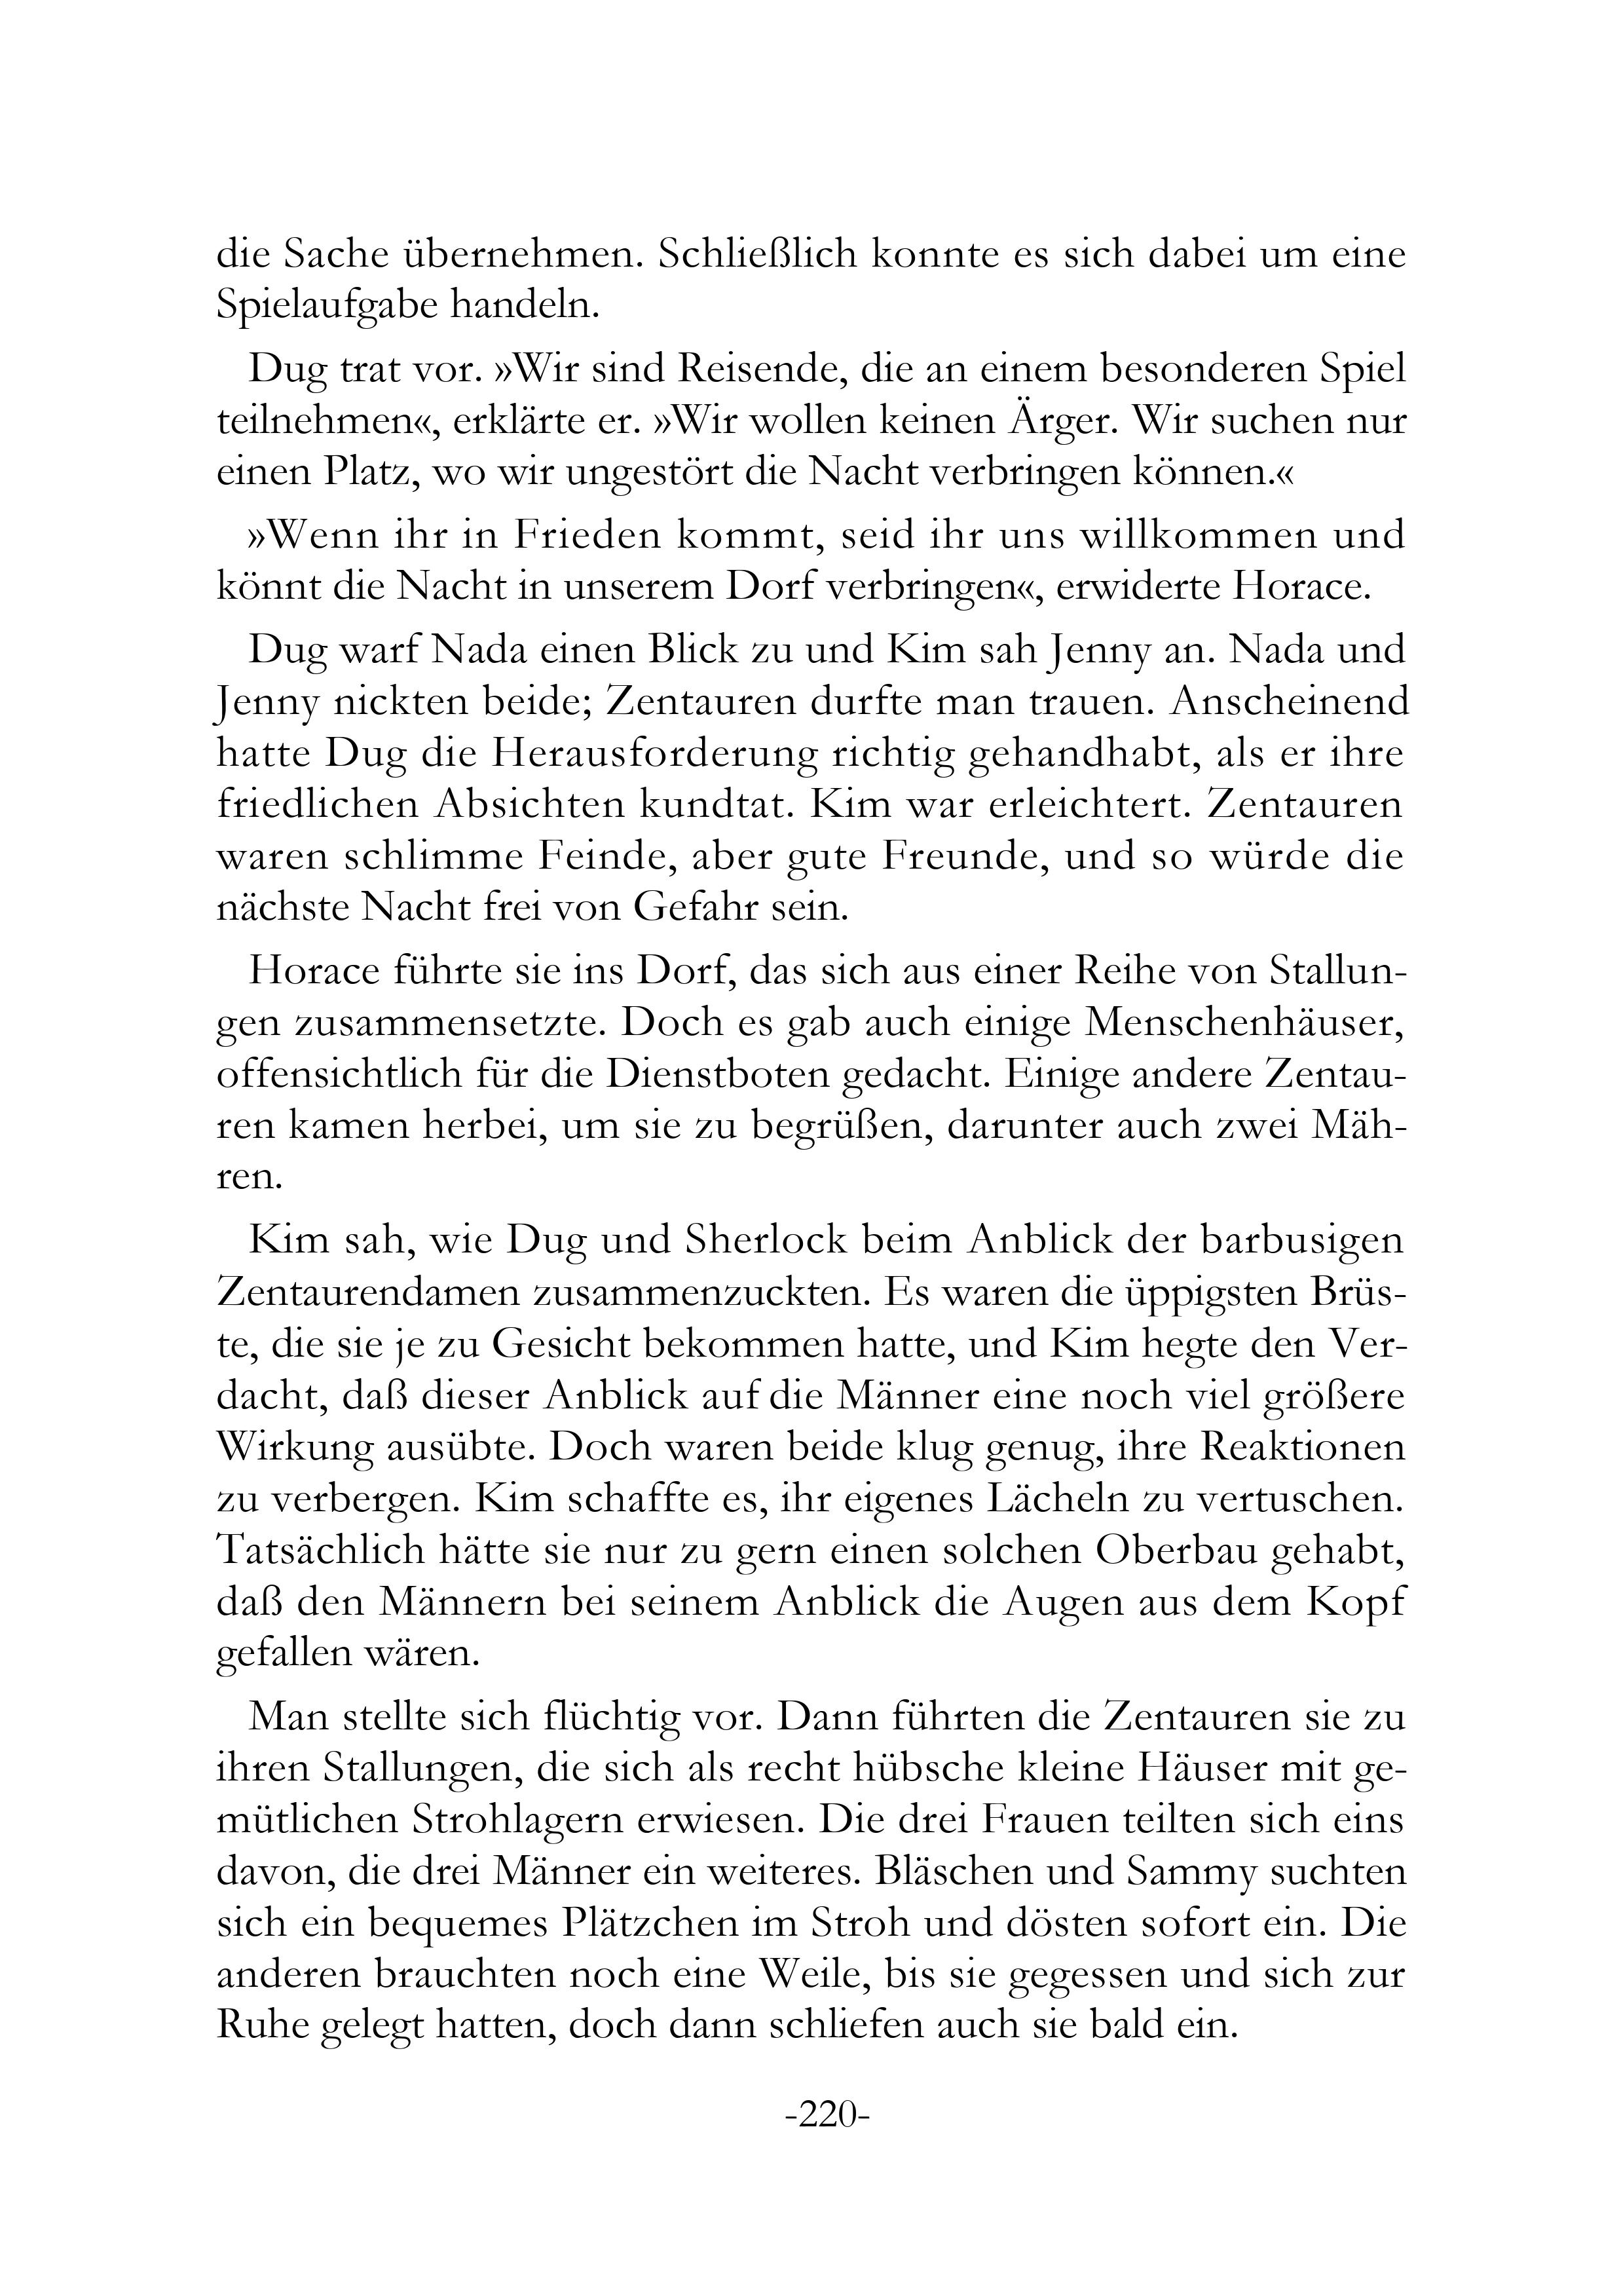 die Sache übernehmen. Schließlich konnte es sich dabei um eine
Spielaufgabe handeln.
Dug trat vor. »Wir sind Reisende, die an einem besonderen Spiel
teilnehmen«, erklärte er. »Wir wollen keinen Ärger. Wir suchen nur
einen Platz, wo wir ungestört die Nacht verbringen können.«
»Wenn ihr in Frieden kommt, seid ihr uns willkommen und
könnt die Nacht in unserem Dorf verbringen«, erwiderte Horace.
Dug warf Nada einen Blick zu und Kim sah Jenny an. Nada und
Jenny nickten beide; Zentauren durfte man trauen. Anscheinend
hatte Dug die Herausforderung richtig gehandhabt, als er ihre
friedlichen Absichten kundtat. Kim war erleichtert. Zentauren
waren schlimme Feinde, aber gute Freunde, und so würde die
nächste Nacht frei von Gefahr sein.
Horace führte sie ins Dorf, das sich aus einer Reihe von Stallun-
gen zusammensetzte. Doch es gab auch einige Menschenhäuser,
offensichtlich für die Dienstboten gedacht. Einige andere Zentau-
ren kamen herbei, um sie zu begrüßen, darunter auch zwei Mäh-
ren.
Kim sah, wie Dug und Sherlock beim Anblick der barbusigen
Zentaurendamen zusammenzuckten. Es waren die üppigsten Brüs-
te, die sie je zu Gesicht bekommen hatte, und Kim hegte den Ver-
dacht, daß dieser Anblick auf die Männer eine noch viel größere
Wirkung ausübte. Doch waren beide klug genug, ihre Reaktionen
zu verbergen. Kim schaffte es, ihr eigenes Lächeln zu vertuschen.
Tatsächlich hätte sie nur zu gern einen solchen Oberbau gehabt,
daß den Männern bei seinem Anblick die Augen aus dem Kopf
gefallen wären.
Man stellte sich flüchtig vor. Dann führten die Zentauren sie zu
ihren Stallungen, die sich als recht hübsche kleine Häuser mit ge-
mütlichen Strohlagern erwiesen. Die drei Frauen teilten sich eins
davon, die drei Männer ein weiteres. Bläschen und Sammy suchten
sich ein bequemes Plätzchen im Stroh und dösten sofort ein. Die
anderen brauchten noch eine Weile, bis sie gegessen und sich zur
Ruhe gelegt hatten, doch dann schliefen auch sie bald ein.
-220-